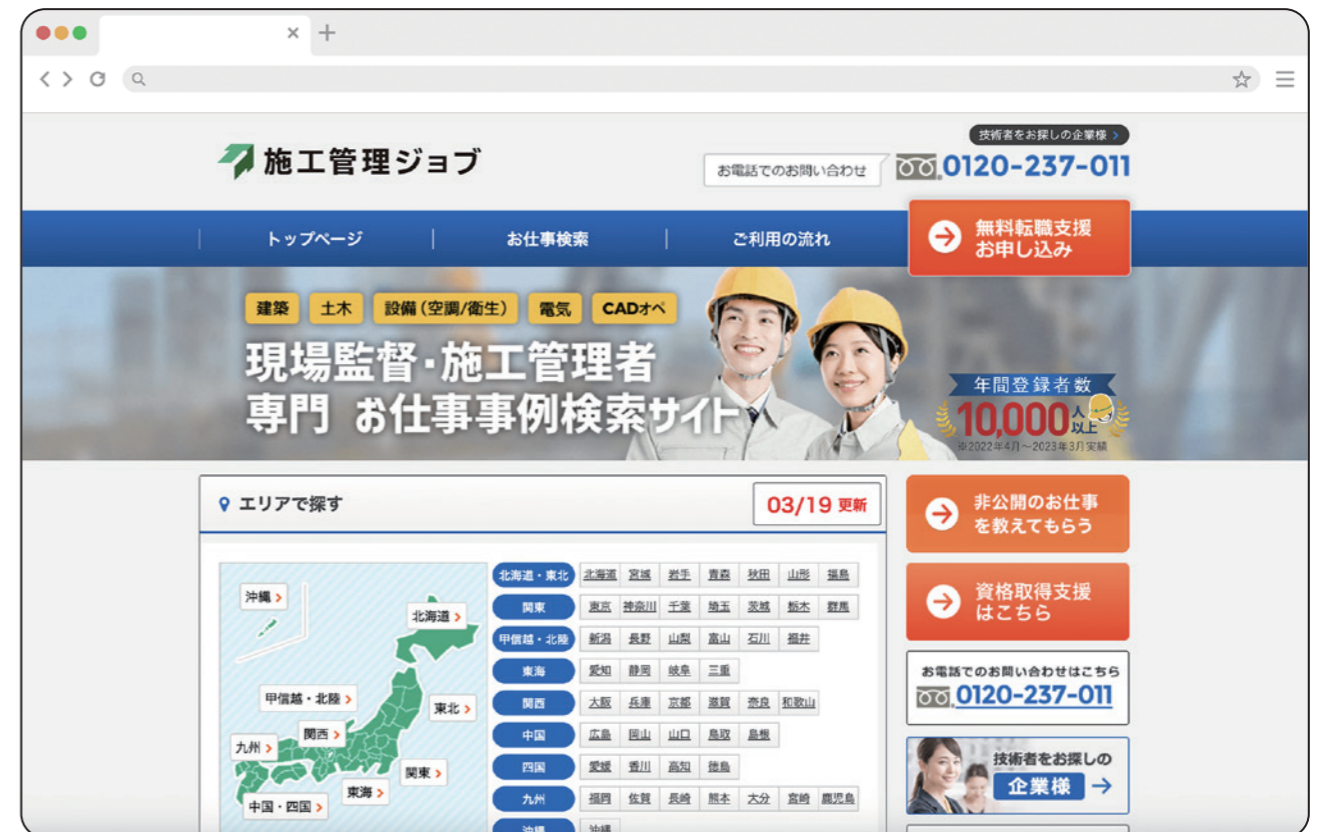 技術者をお探しの企業様 >
施工管理ジョブ
お電話でのお問い合わせ
0120-237-011
トップページ
お仕事検索
ご利用の流れ
無料転職支援
お申し込み
建築
土木
設備(空調/衛生)
電気
CADオペ
現場監督・施工管理者
専門 お仕事事例検索サイト
年間登録者数
10,000人以上
※2022年4月〜2023年3月実績
エリアで探す
03/19 更新
沖縄 >
北海道 >
甲信越・北陸 >
東北 >
関西 >
九州 >
関東 >
東海 >
中国・四国 >
北海道・東北 北海道 宮城 岩手 青森 秋田 山形 福島
関東 東京 神奈川 千葉 埼玉 茨城 栃木 群馬
甲信越・北陸 新潟 長野 山梨 富山 石川 福井
東海 愛知 静岡 岐阜 三重
関西 大阪 兵庫 京都 滋賀 奈良 和歌山
中国 広島 岡山 山口 鳥取 島根
四国 愛媛 香川 高知 徳島
九州 福岡 佐賀 長崎 熊本 大分 宮崎 鹿児島
沖縄 沖縄
非公開のお仕事
を教えてもらう
資格取得支援
はこちら
お電話でのお問い合わせはこちら
0120-237-011
技術者をお探しの
企業様